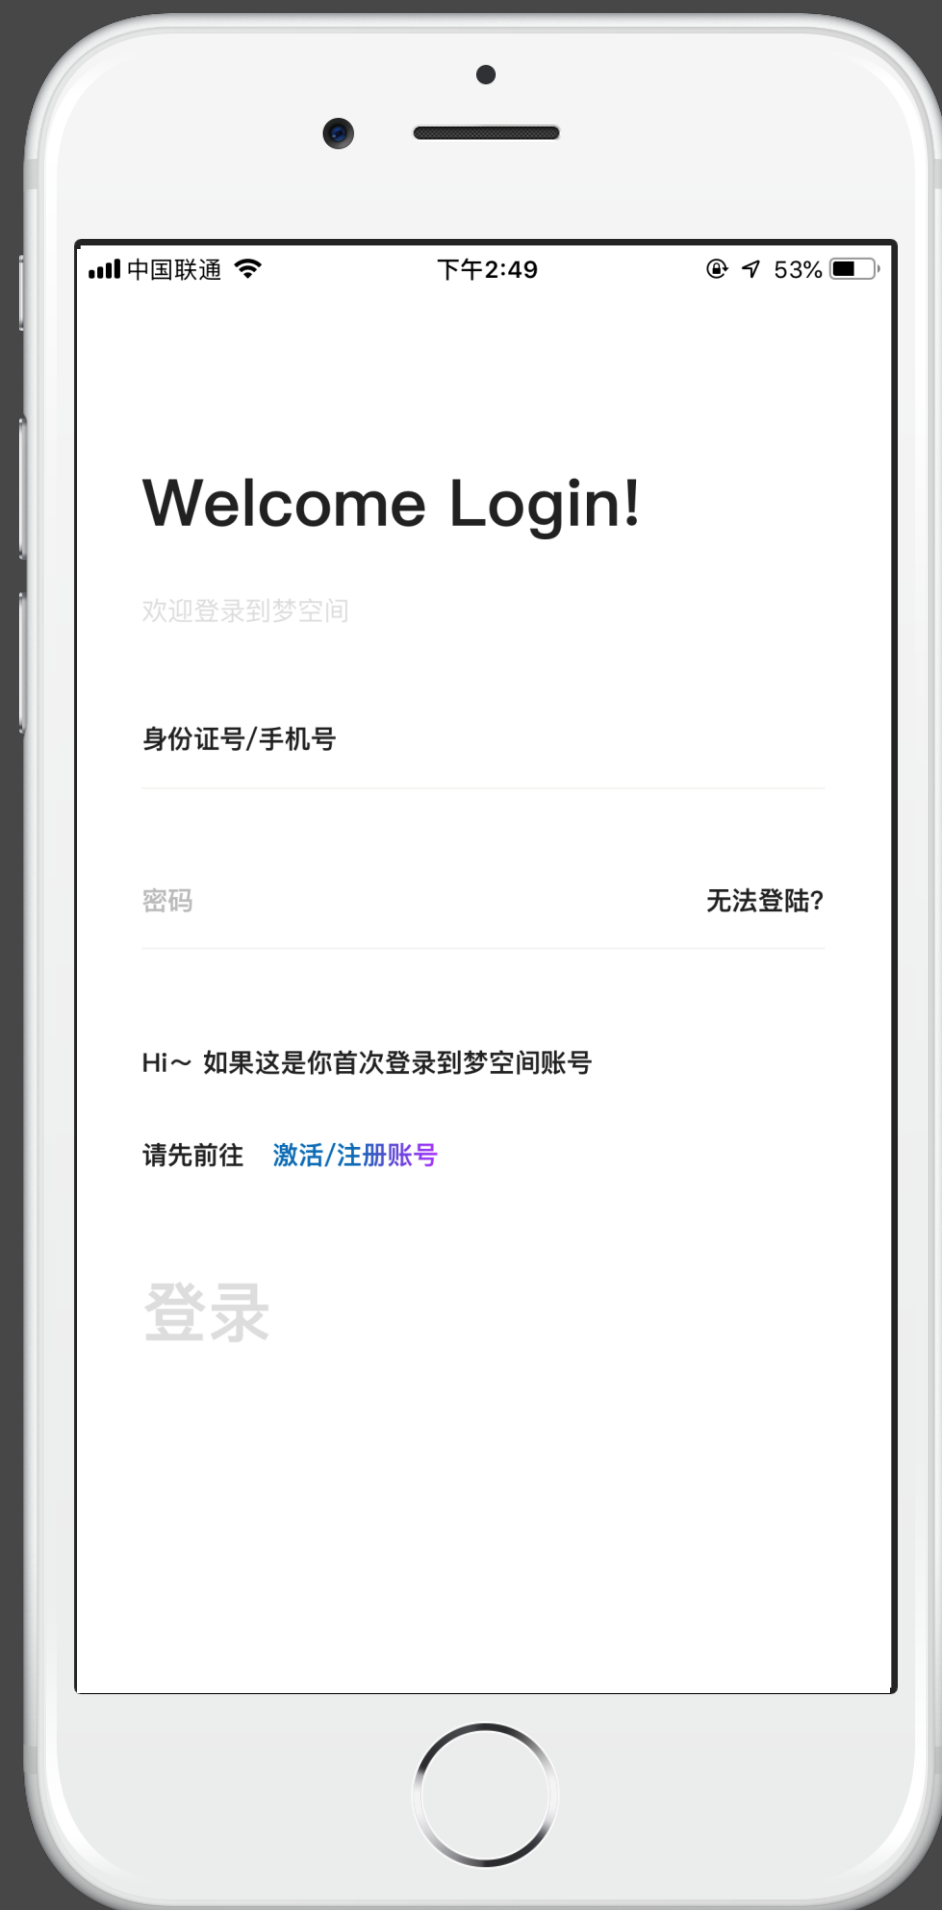 中国联通 下午2:49 53%
Welcome Login!
欢迎登录到梦空间
身份证号/手机号
密码 无法登陆?
Hi～ 如果这是你首次登录到梦空间账号
请先前往 激活/注册账号
登录